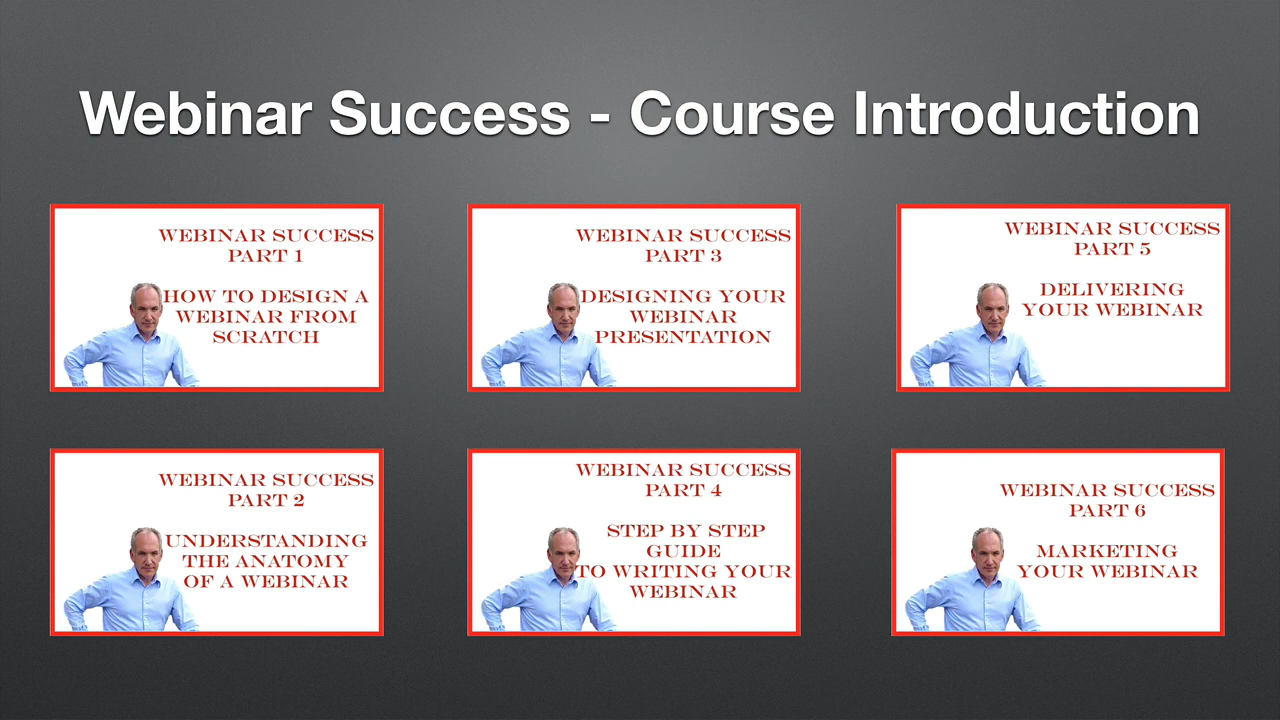 Webinar Success - Course Introduction
WEBINAR SUCCESS
PART 1
HOW TO DESIGN A
WEBINAR FROM
SCRATCH
WEBINAR SUCCESS
PART 3
DESIGNING YOUR
WEBINAR
PRESENTATION
WEBINAR SUCCESS
PART 5
DELIVERING
YOUR WEBINAR
WEBINAR SUCCESS
PART 2
UNDERSTANDING
THE ANATOMY
OF A WEBINAR
WEBINAR SUCCESS
PART 4
STEP BY STEP
GUIDE
TO WRITING YOUR
WEBINAR
WEBINAR SUCCESS
PART 6
MARKETING
YOUR WEBINAR